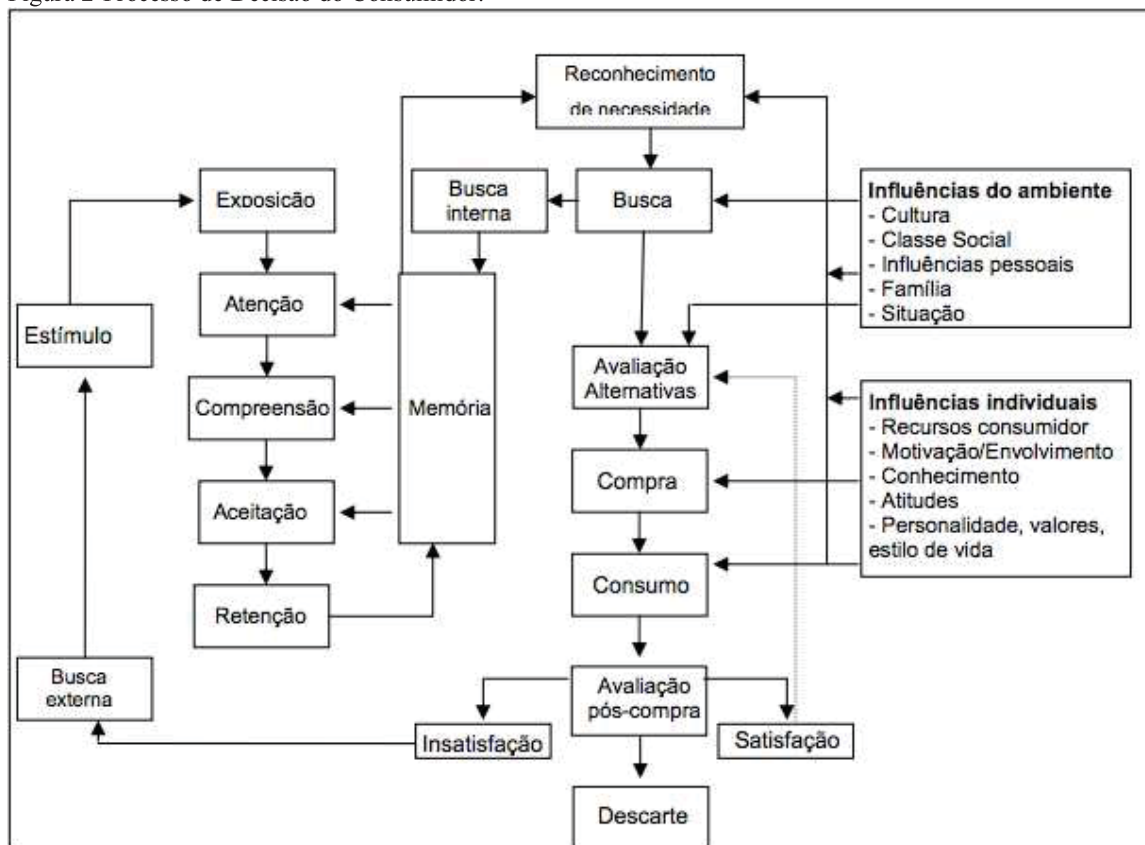 Figura 2 Processo de Decisão do Consumidor.
Reconhecimento
de necessidade
Exposição
Busca
interna
Busca
Influências do ambiente
- Cultura
- Classe Social
- Influências pessoais
- Família
- Situação
Atenção
Estímulo
Avaliação
Alternativas
Compreensão
Memória
Influências individuais
- Recursos consumidor
- Motivação/Envolvimento
- Conhecimento
- Atitudes
- Personalidade, valores,
estilo de vida
Compra
Aceitação
Consumo
Retenção
Busca
externa
Avaliação
pós-compra
Insatisfação
Satisfação
Descarte